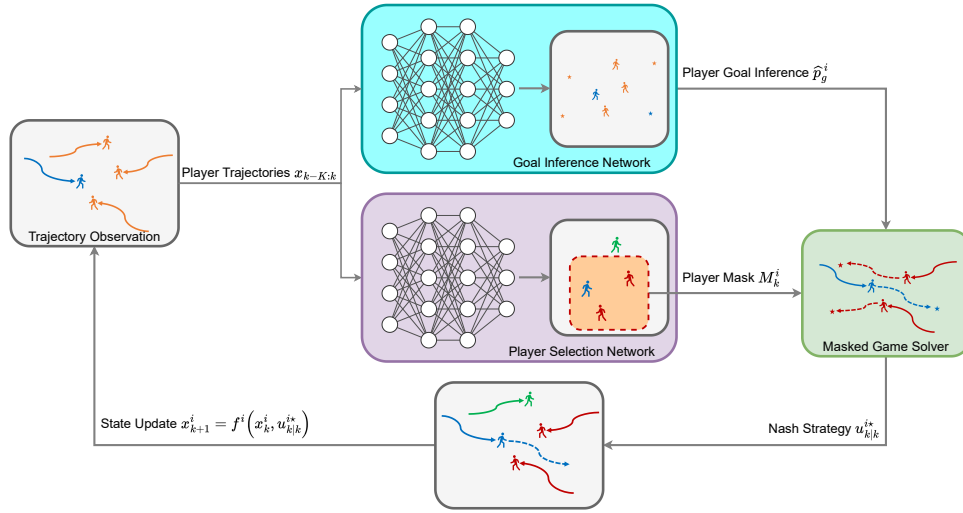 Player Goal Inference $\widehat{p}_g^i$
Goal Inference Network
Player Trajectories $x_{k-K:k}$
Trajectory Observation
Player Mask $M_k^i$
Masked Game Solver
Player Selection Network
State Update $x_{k+1}^i = f^i\left(x_k^i, u_{k|k}^{i\star}\right)$
Nash Strategy $u_{k|k}^{i\star}$